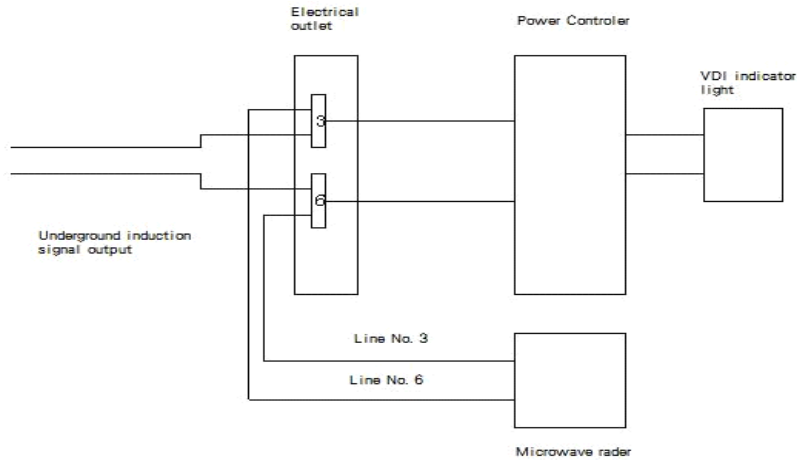 Electrical
outlet
Power Controler
VDI indicator
light
3
6
Underground induction
signal output
Line No. 3
Line No. 6
Microwave rader